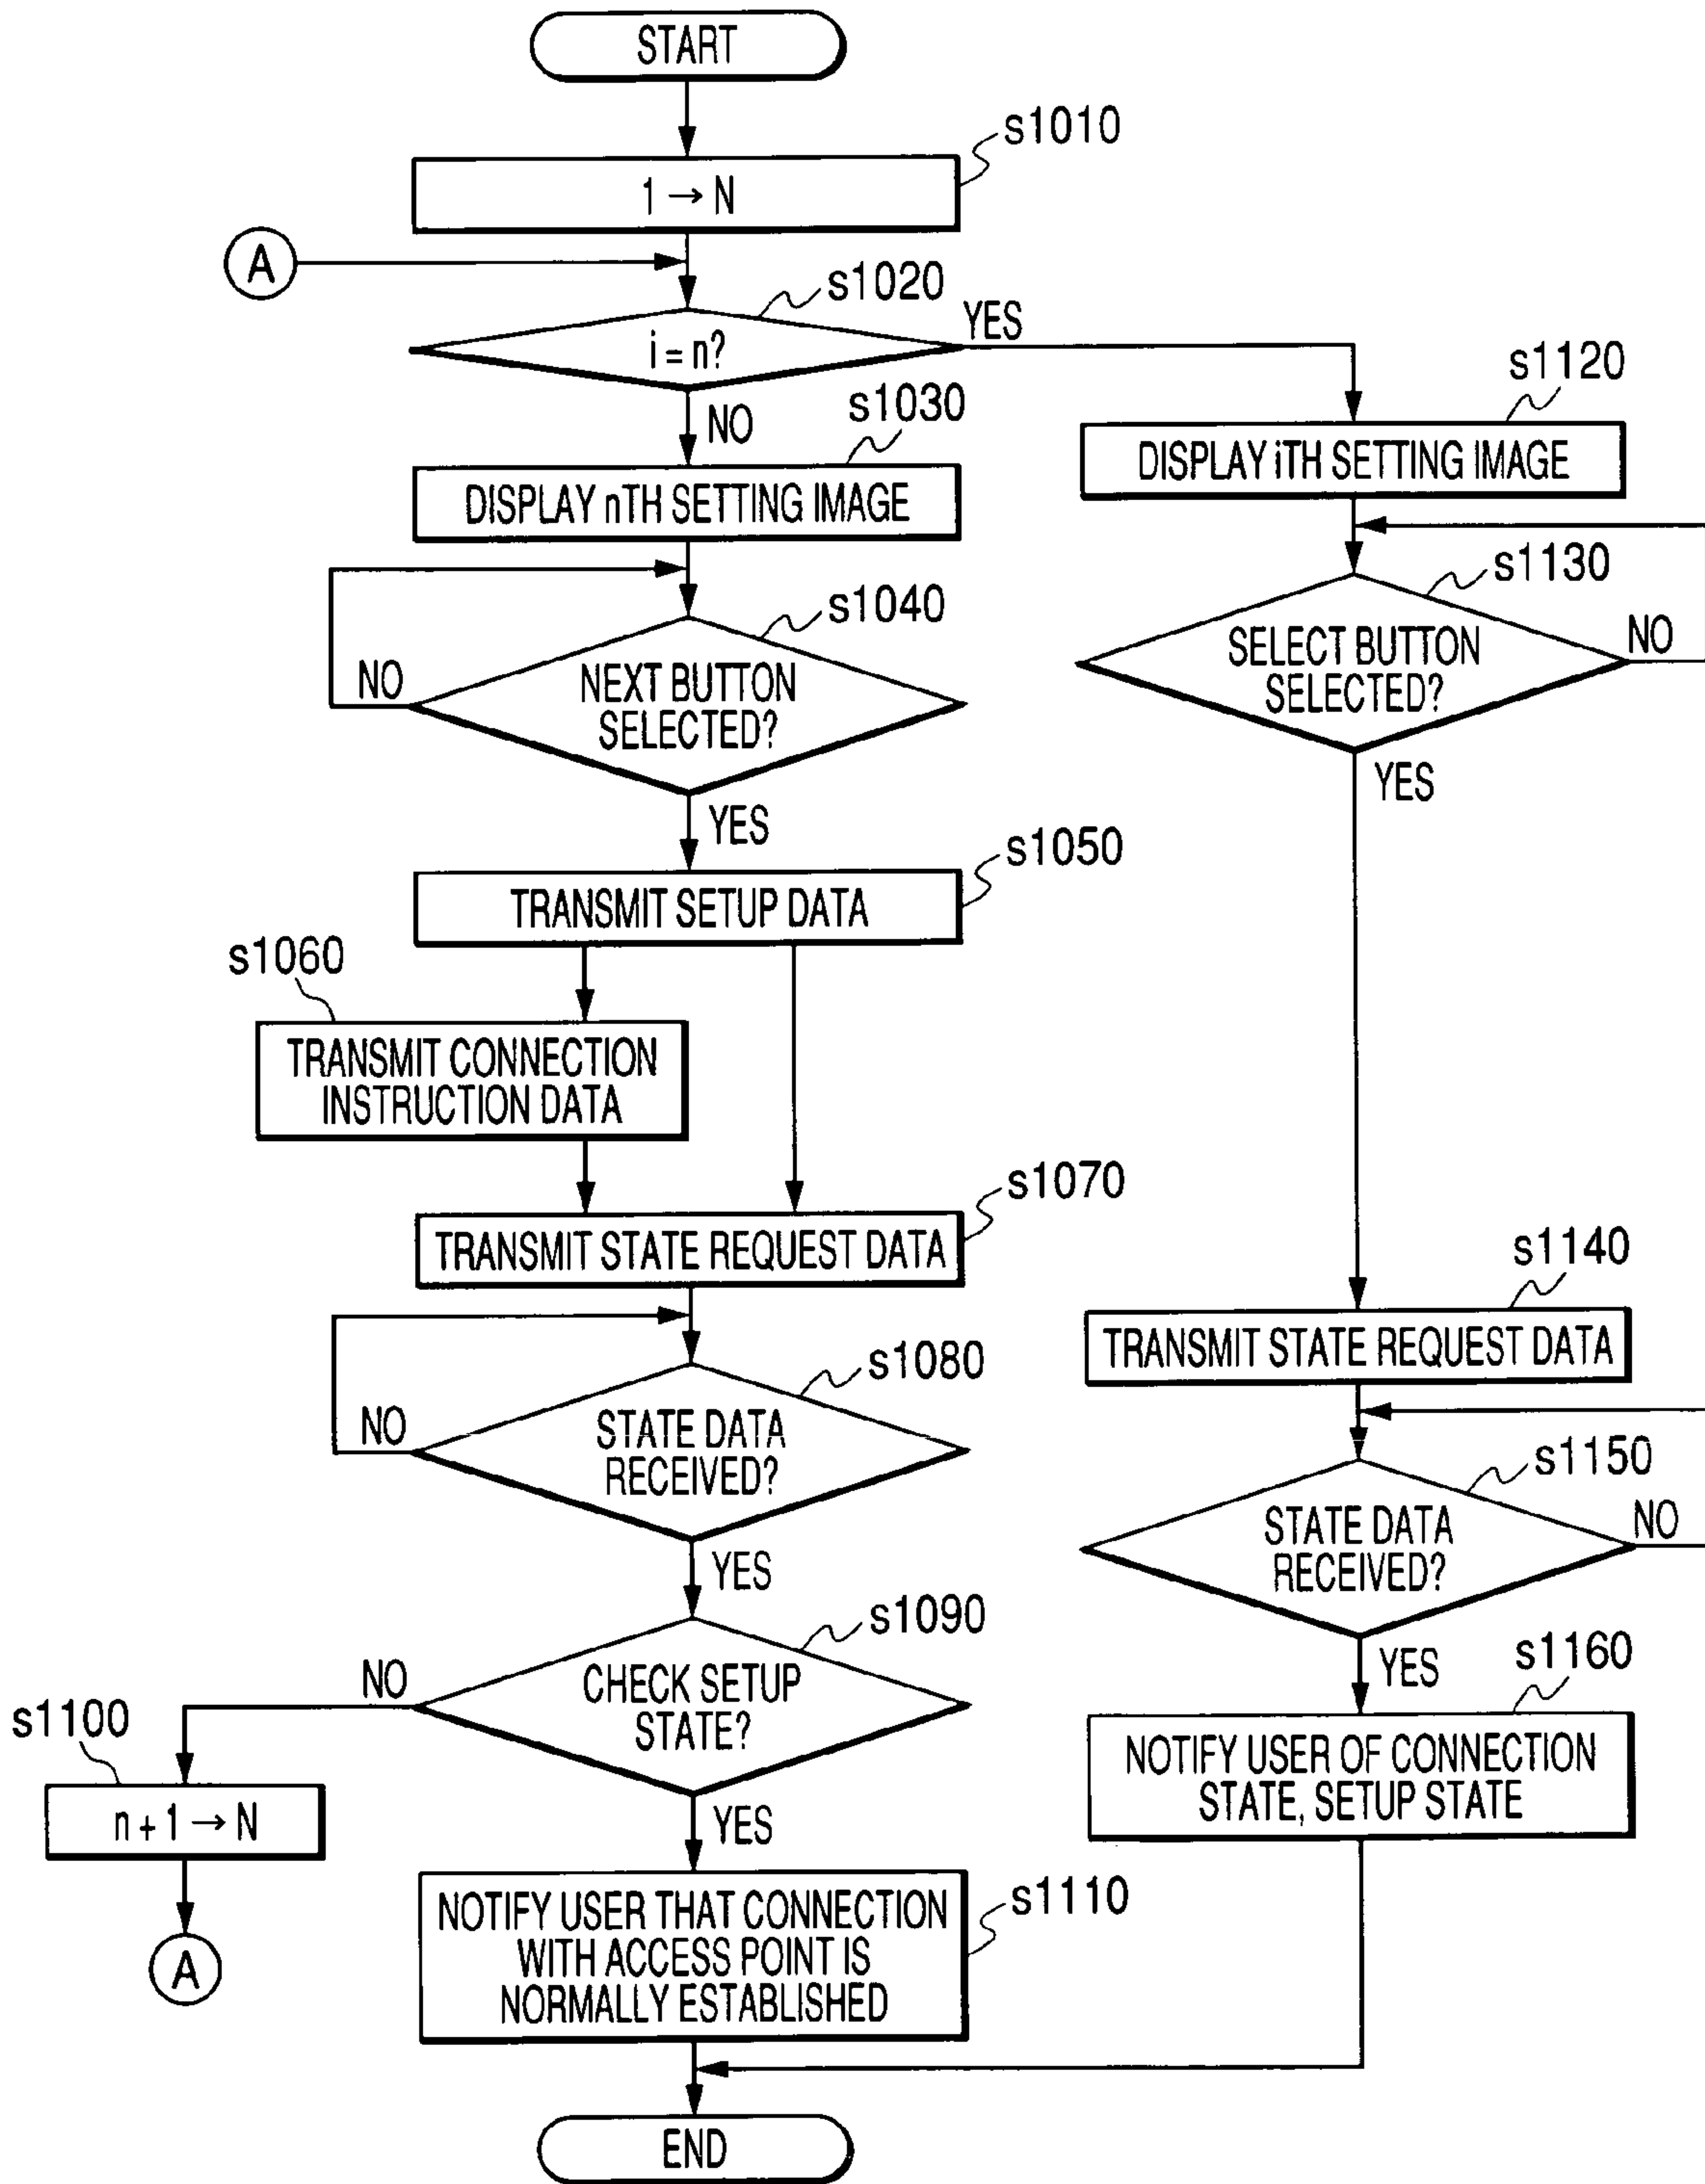 START
s1010
1 → N
A
s1020
i = n?
YES
NO
s1030
DISPLAY nTH SETTING IMAGE
s1040
NEXT BUTTON
SELECTED?
NO
YES
s1050
TRANSMIT SETUP DATA
s1060
TRANSMIT CONNECTION
INSTRUCTION DATA
s1070
TRANSMIT STATE REQUEST DATA
s1080
STATE DATA
RECEIVED?
NO
YES
s1090
CHECK SETUP
STATE?
NO
s1100
n + 1 → N
A
YES
s1110
NOTIFY USER THAT CONNECTION
WITH ACCESS POINT IS
NORMALLY ESTABLISHED
s1120
DISPLAY iTH SETTING IMAGE
s1130
SELECT BUTTON
SELECTED?
NO
YES
s1140
TRANSMIT STATE REQUEST DATA
s1150
STATE DATA
RECEIVED?
NO
YES
s1160
NOTIFY USER OF CONNECTION
STATE, SETUP STATE
END